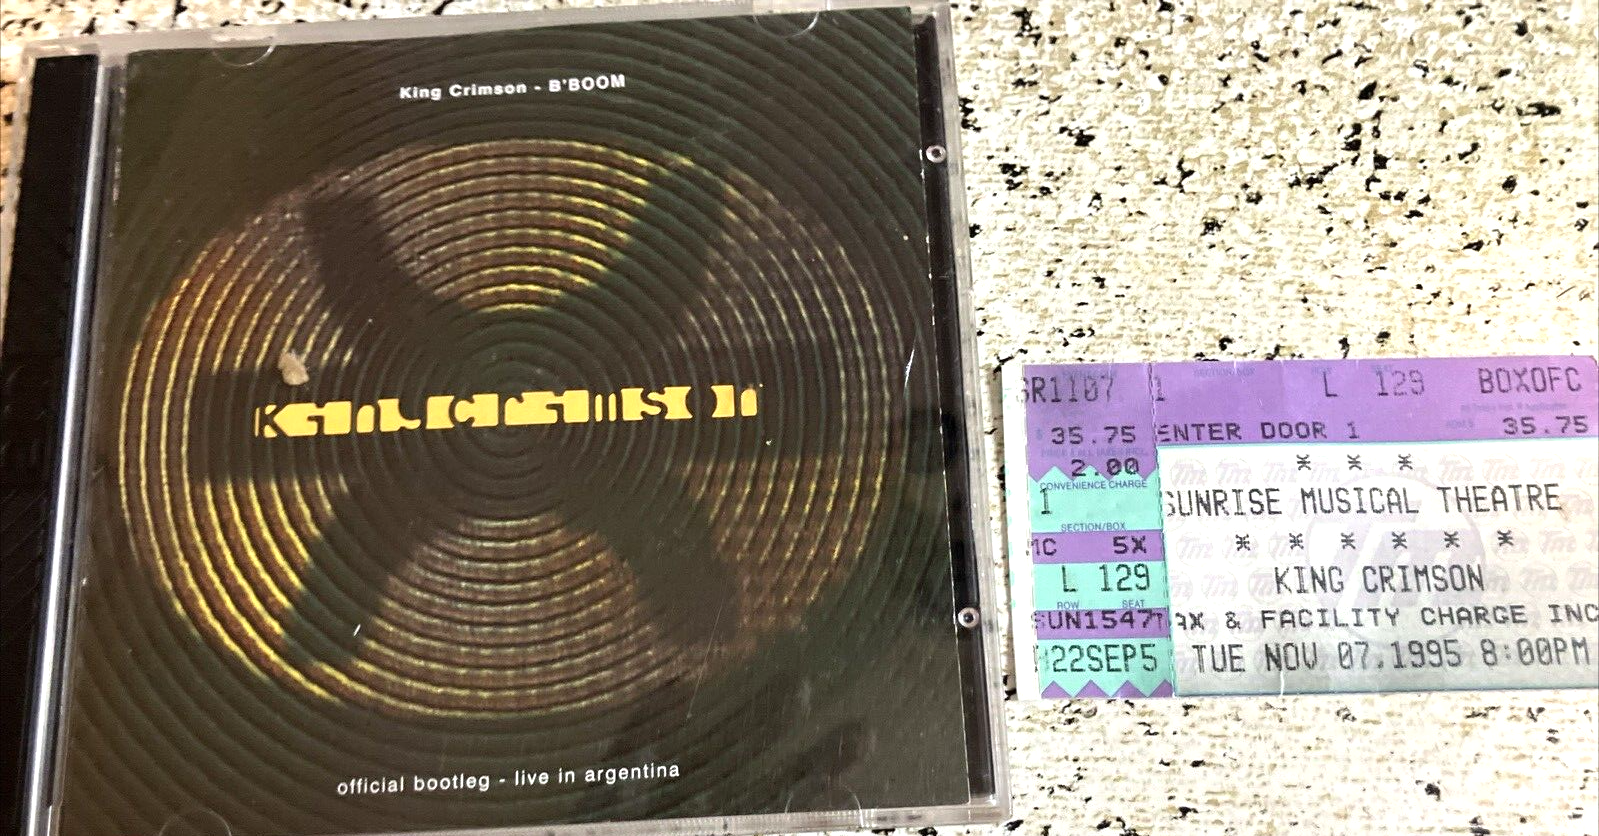 King Crimson - B'BOOM
KING CRIMSON
official bootleg - live in argentina
GR1107 1 L 129 BOXOFC
35.75 ENTER DOOR 1 35.75
2.00 * * *
CONVENIENCE CHARGE
1 SUNRISE MUSICAL THEATRE
SECTION/BOX
MC 5X * * * * * *
L 129 KING CRIMSON
ROW SEAT
SUN1547 TAX & FACILITY CHARGE INC
22SEP5 TUE NOV 07.1995 8:00PM